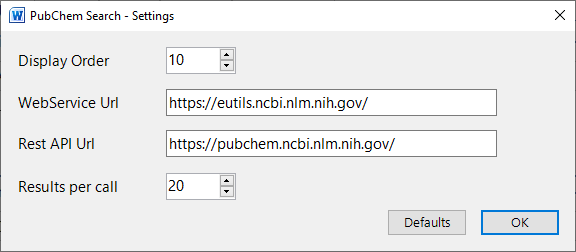 PubChem Search - Settings
Display Order 10
WebService Url https://eutils.ncbi.nlm.nih.gov/
Rest API Url https://pubchem.ncbi.nlm.nih.gov/
Results per call 20
Defaults OK